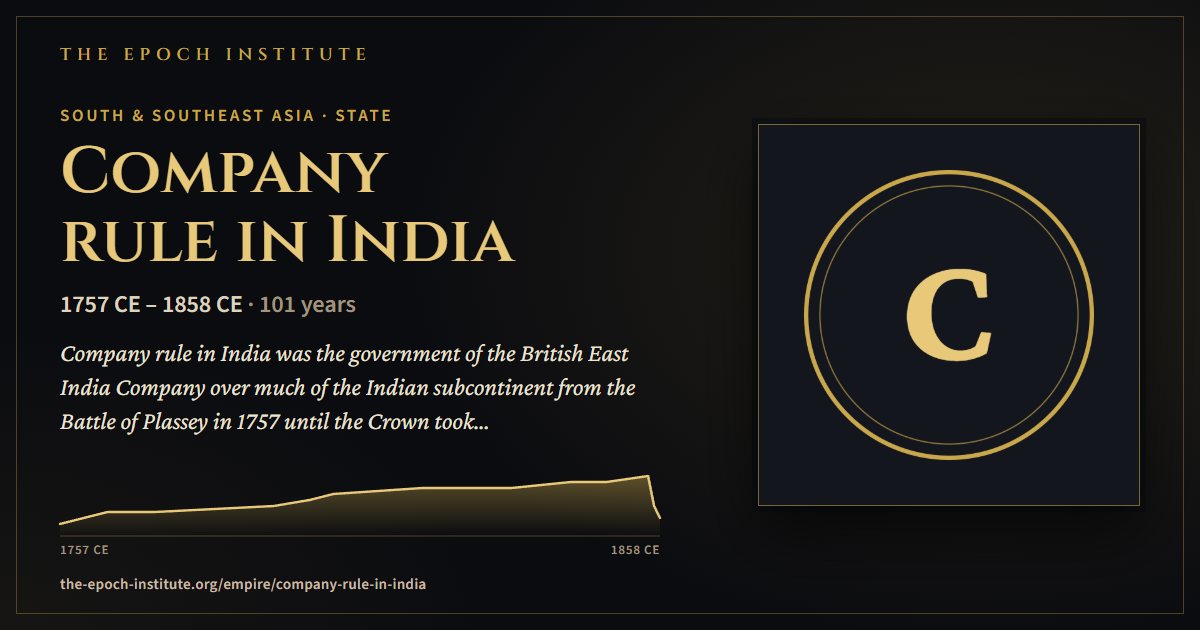 THE EPOCH INSTITUTE
SOUTH & SOUTHEAST ASIA · STATE
COMPANY
RULE IN INDIA
1757 CE – 1858 CE · 101 years
Company rule in India was the government of the British East
India Company over much of the Indian subcontinent from the
Battle of Plassey in 1757 until the Crown took...
C
1757 CE
1858 CE
the-epoch-institute.org/empire/company-rule-in-india